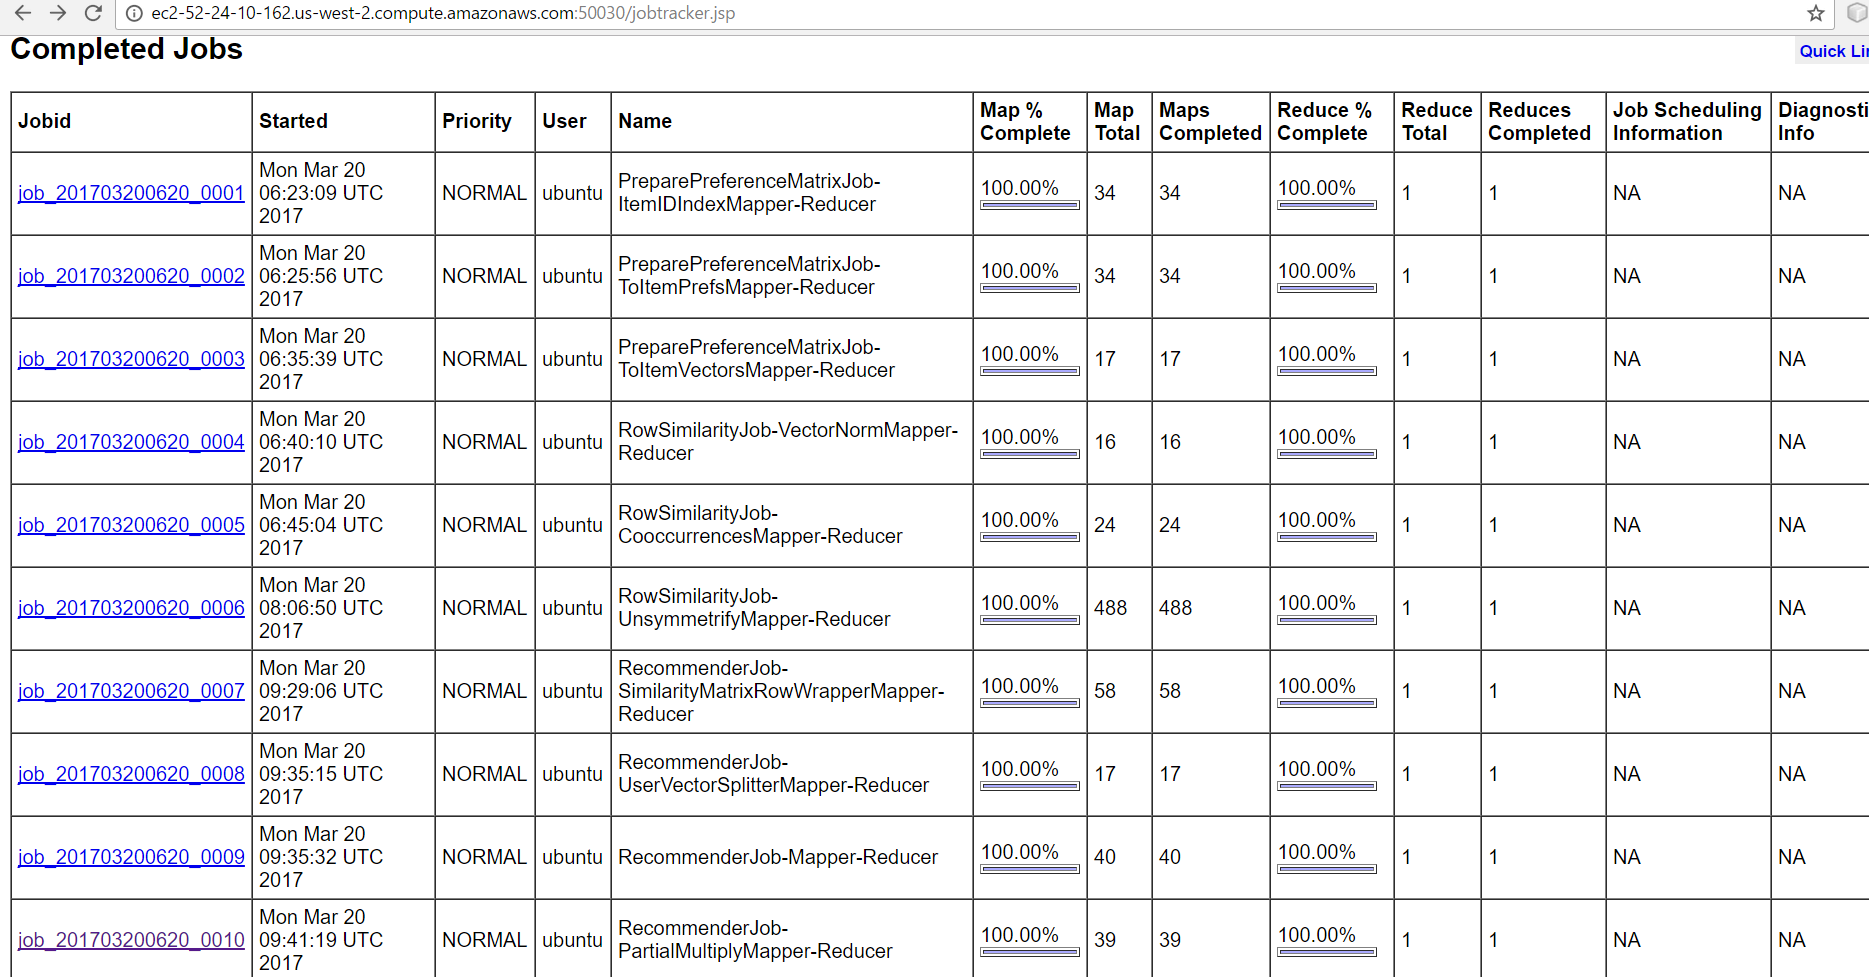 ec2-52-24-10-162.us-west-2.compute.amazonaws.com:50030/jobtracker.jsp
Completed Jobs
Quick Lin
Jobid Started Priority User Name Map % Complete Map Total Maps Completed Reduce % Complete Reduce Total Reduces Completed Job Scheduling Information Diagnosti Info
job_201703200620_0001 Mon Mar 20 06:23:09 UTC 2017 NORMAL ubuntu PreparePreferenceMatrixJob-ItemIDIndexMapper-Reducer 100.00% 34 34 100.00% 1 1 NA NA
job_201703200620_0002 Mon Mar 20 06:25:56 UTC 2017 NORMAL ubuntu PreparePreferenceMatrixJob-ToItemPrefsMapper-Reducer 100.00% 34 34 100.00% 1 1 NA NA
job_201703200620_0003 Mon Mar 20 06:35:39 UTC 2017 NORMAL ubuntu PreparePreferenceMatrixJob-ToItemVectorsMapper-Reducer 100.00% 17 17 100.00% 1 1 NA NA
job_201703200620_0004 Mon Mar 20 06:40:10 UTC 2017 NORMAL ubuntu RowSimilarityJob-VectorNormMapper-Reducer 100.00% 16 16 100.00% 1 1 NA NA
job_201703200620_0005 Mon Mar 20 06:45:04 UTC 2017 NORMAL ubuntu RowSimilarityJob-CooccurrencesMapper-Reducer 100.00% 24 24 100.00% 1 1 NA NA
job_201703200620_0006 Mon Mar 20 08:06:50 UTC 2017 NORMAL ubuntu RowSimilarityJob-UnsymmetrifyMapper-Reducer 100.00% 488 488 100.00% 1 1 NA NA
job_201703200620_0007 Mon Mar 20 09:29:06 UTC 2017 NORMAL ubuntu RecommenderJob-SimilarityMatrixRowWrapperMapper-Reducer 100.00% 58 58 100.00% 1 1 NA NA
job_201703200620_0008 Mon Mar 20 09:35:15 UTC 2017 NORMAL ubuntu RecommenderJob-UserVectorSplitterMapper-Reducer 100.00% 17 17 100.00% 1 1 NA NA
job_201703200620_0009 Mon Mar 20 09:35:32 UTC 2017 NORMAL ubuntu RecommenderJob-Mapper-Reducer 100.00% 40 40 100.00% 1 1 NA NA
job_201703200620_0010 Mon Mar 20 09:41:19 UTC 2017 NORMAL ubuntu RecommenderJob-PartialMultiplyMapper-Reducer 100.00% 39 39 100.00% 1 1 NA NA